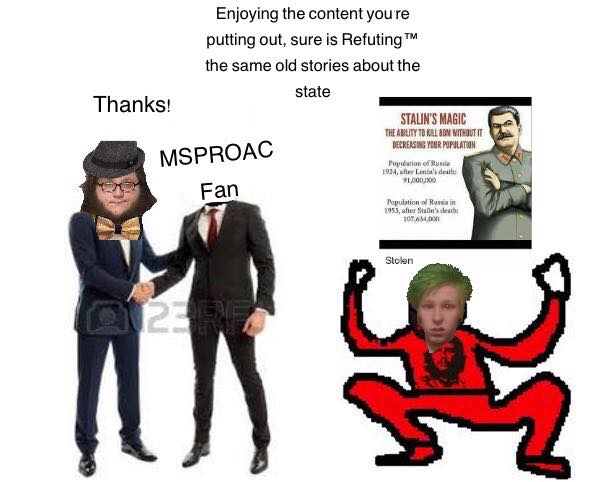 Enjoying the content you're
putting out, sure is Refuting™
the same old stories about the
state
Thanks!
MSPROAC
Fan
STALIN'S MAGIC
THE ABILITY TO KILL 80M WITHOUT IT
DECREASING YOUR POPULATION
Population of Russia
1924, after Lenin's death:
91,000,000
Population of Russia in
1953, after Stalin's death:
107,634,000
Stolen
123RF